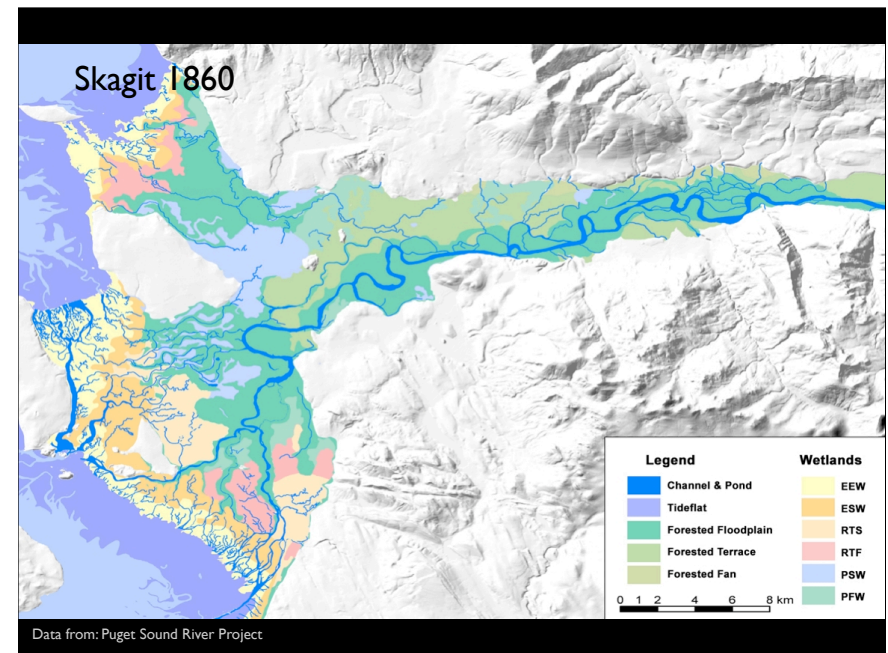 Skagit 1860
Legend
Channel & Pond
Tideflat
Forested Floodplain
Forested Terrace
Forested Fan
Wetlands
EEW
ESW
RTS
RTF
PSW
PFW
0 1 2 4 6 8 km
Data from: Puget Sound River Project